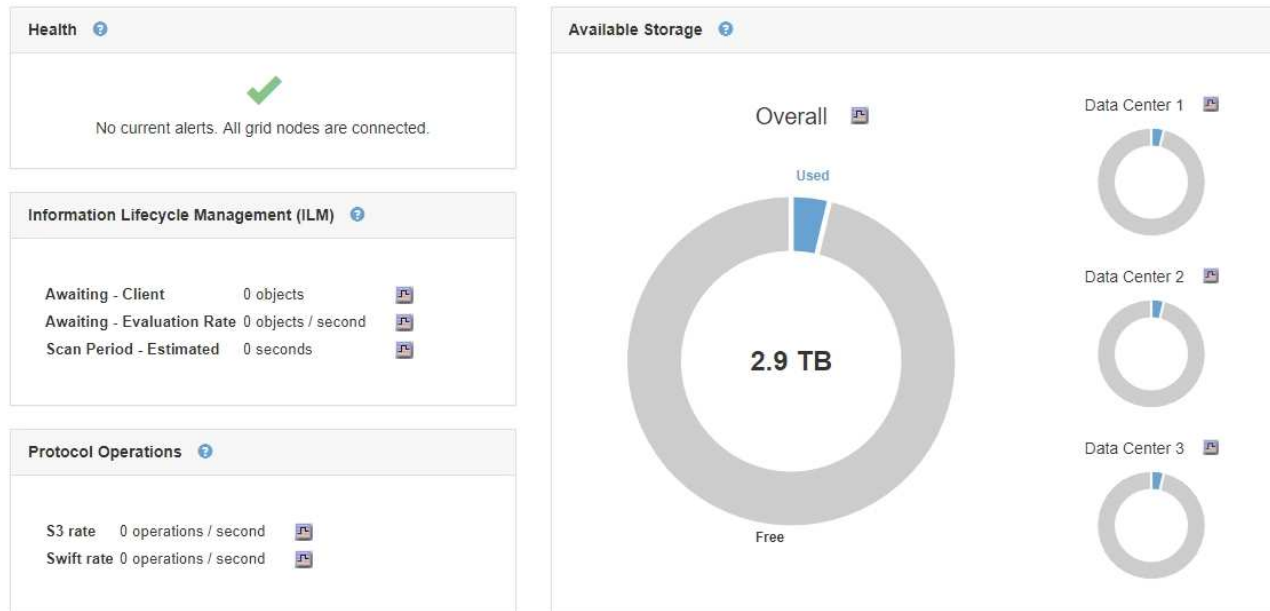 Health
No current alerts. All grid nodes are connected.
Information Lifecycle Management (ILM)
Awaiting - Client 0 objects
Awaiting - Evaluation Rate 0 objects / second
Scan Period - Estimated 0 seconds
Protocol Operations
S3 rate 0 operations / second
Swift rate 0 operations / second
Available Storage
Overall
Used
2.9 TB
Free
Data Center 1
Data Center 2
Data Center 3